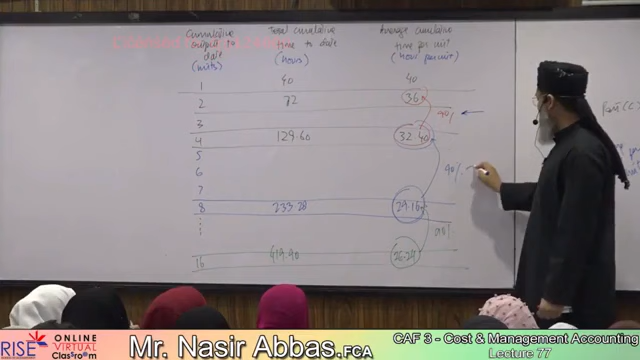 Cumulative output to date (units)
Total cumulative time to date (hours)
Average cumulative time per unit (hour per unit)
1 40 40
2 72 36
90%
3
4 129.60 32.40
5
6
90%
7
8 233.28 29.16
90%
16 419.90 26.24
RISE ONLINE VIRTUAL Classroom
Mr. Nasir Abbas.FCA
CAF 3 - Cost & Management Accounting
Lecture 77